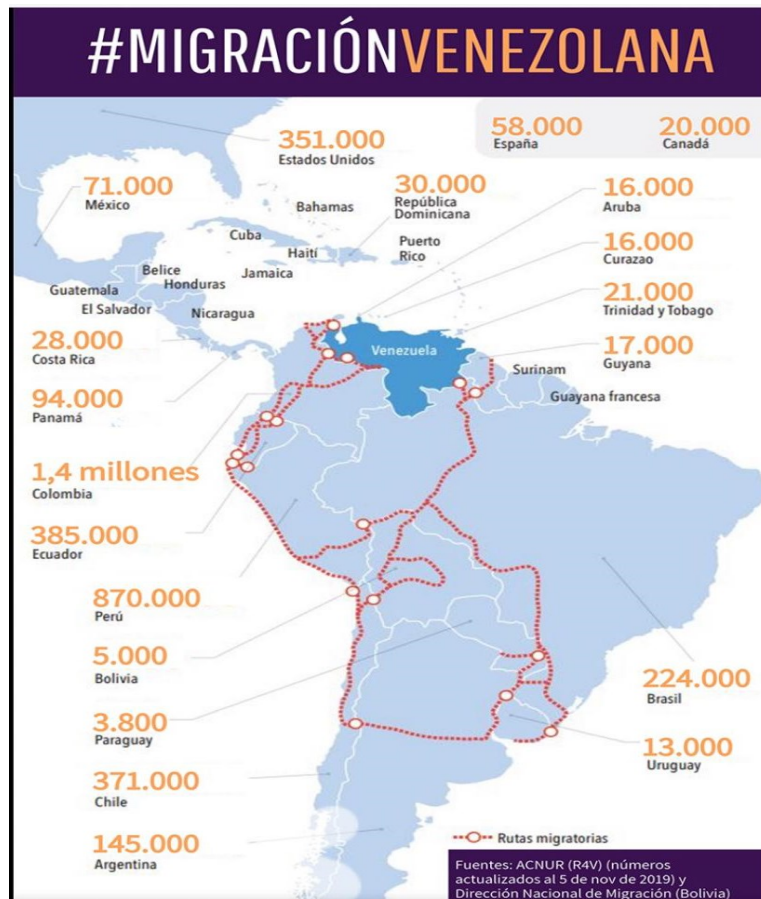 #MIGRACIÓNVENEZOLANA
351.000
Estados Unidos
58.000
España
20.000
Canadá
71.000
México
30.000
República
Dominicana
16.000
Aruba
Bahamas
Cuba
Haití
Jamaica
Puerto
Rico
16.000
Curazao
Belice
Guatemala
Honduras
El Salvador
Nicaragua
21.000
Trinidad y Tobago
28.000
Costa Rica
Venezuela
17.000
Guyana
Surinam
Guayana francesa
94.000
Panamá
1,4 millones
Colombia
385.000
Ecuador
870.000
Perú
5.000
Bolivia
224.000
Brasil
3.800
Paraguay
13.000
Uruguay
371.000
Chile
145.000
Argentina
Rutas migratorias
Fuentes: ACNUR (R4V) (números
actualizados al 5 de nov de 2019) y
Dirección Nacional de Migración (Bolivia)